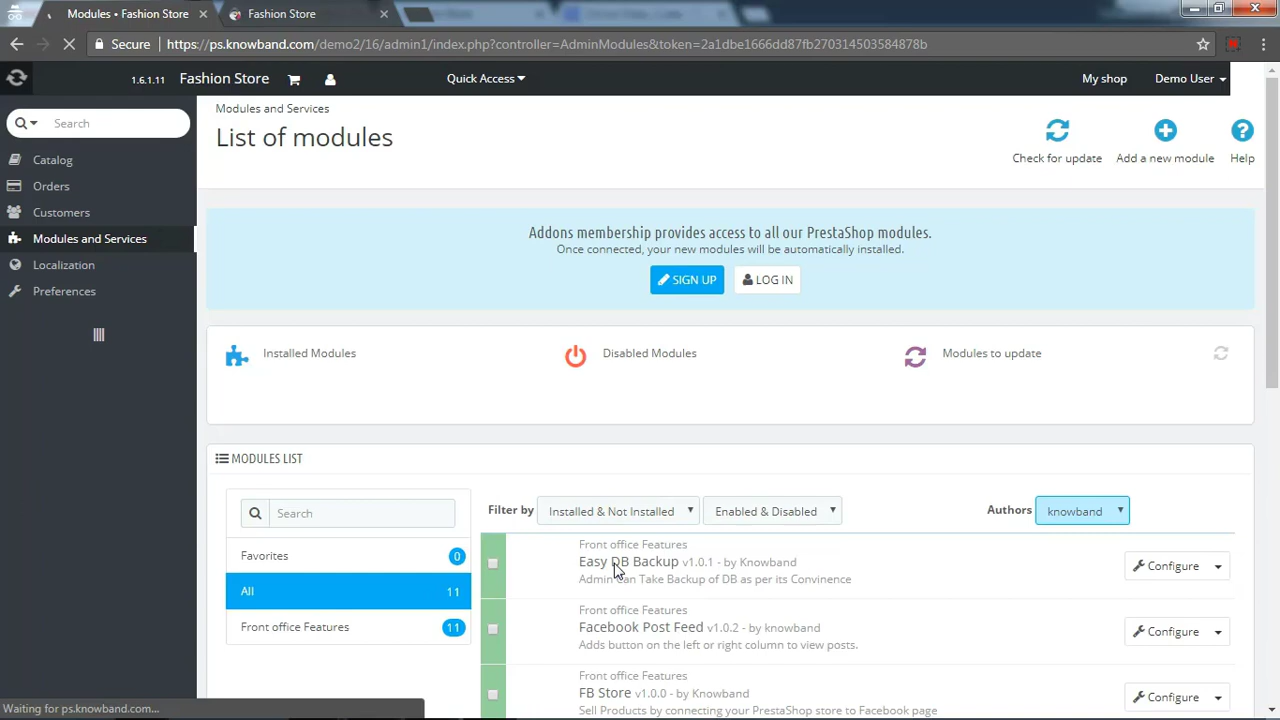 Modules • Fashion Store
Fashion Store
Secure
https://ps.knowband.com/demo2/16/admin1/index.php?controller=AdminModules&token=2a1dbe1666dd87fb270314503584878b
1.6.1.11
Fashion Store
Quick Access
My shop
Demo User
Search
Catalog
Orders
Customers
Modules and Services
Localization
Preferences
Modules and Services
List of modules
Check for update
Add a new module
Help
Addons membership provides access to all our PrestaShop modules.
Once connected, your new modules will be automatically installed.
SIGN UP
LOG IN
Installed Modules
Disabled Modules
Modules to update
MODULES LIST
Search
Favorites 0
All 11
Front office Features 11
Filter by
Installed & Not Installed
Enabled & Disabled
Authors
knowband
Front office Features
Easy DB Backup v1.0.1 - by Knowband
Admin Can Take Backup of DB as per its Convinence
Configure
Front office Features
Facebook Post Feed v1.0.2 - by knowband
Adds button on the left or right column to view posts.
Configure
Front office Features
FB Store v1.0.0 - by Knowband
Sell Products by connecting your PrestaShop store to Facebook page
Configure
Waiting for ps.knowband.com...